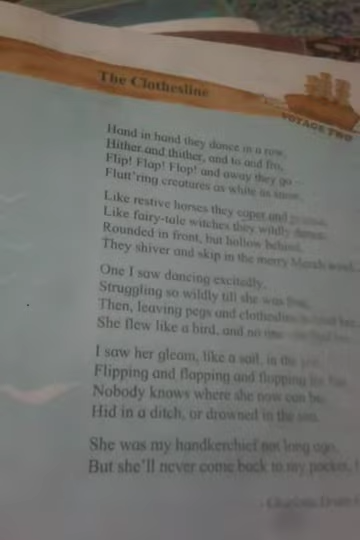 The Clothesline
VOYAGE TWO
Hand in hand they dance in a row,
Hither and thither, and to and fro,
Flip! Flap! Flop! and away they go –
Flutt'ring creatures as white as snow.
Like restive horses they caper and
Like fairy-tale witches they wildly dance,
Rounded in front, but hollow behind,
They shiver and skip in the merry March
One I saw dancing excitedly,
Struggling so wildly till she was
Then, leaving pegs and clothesline
She flew like a bird, and no one
I saw her gleam, like a sail, in the
Flipping and flapping and flopping
Nobody knows where she now can be,
Hid in a ditch, or drowned in the sea.
She was my handkerchief not long ago,
But she'll never come back to my pocket,